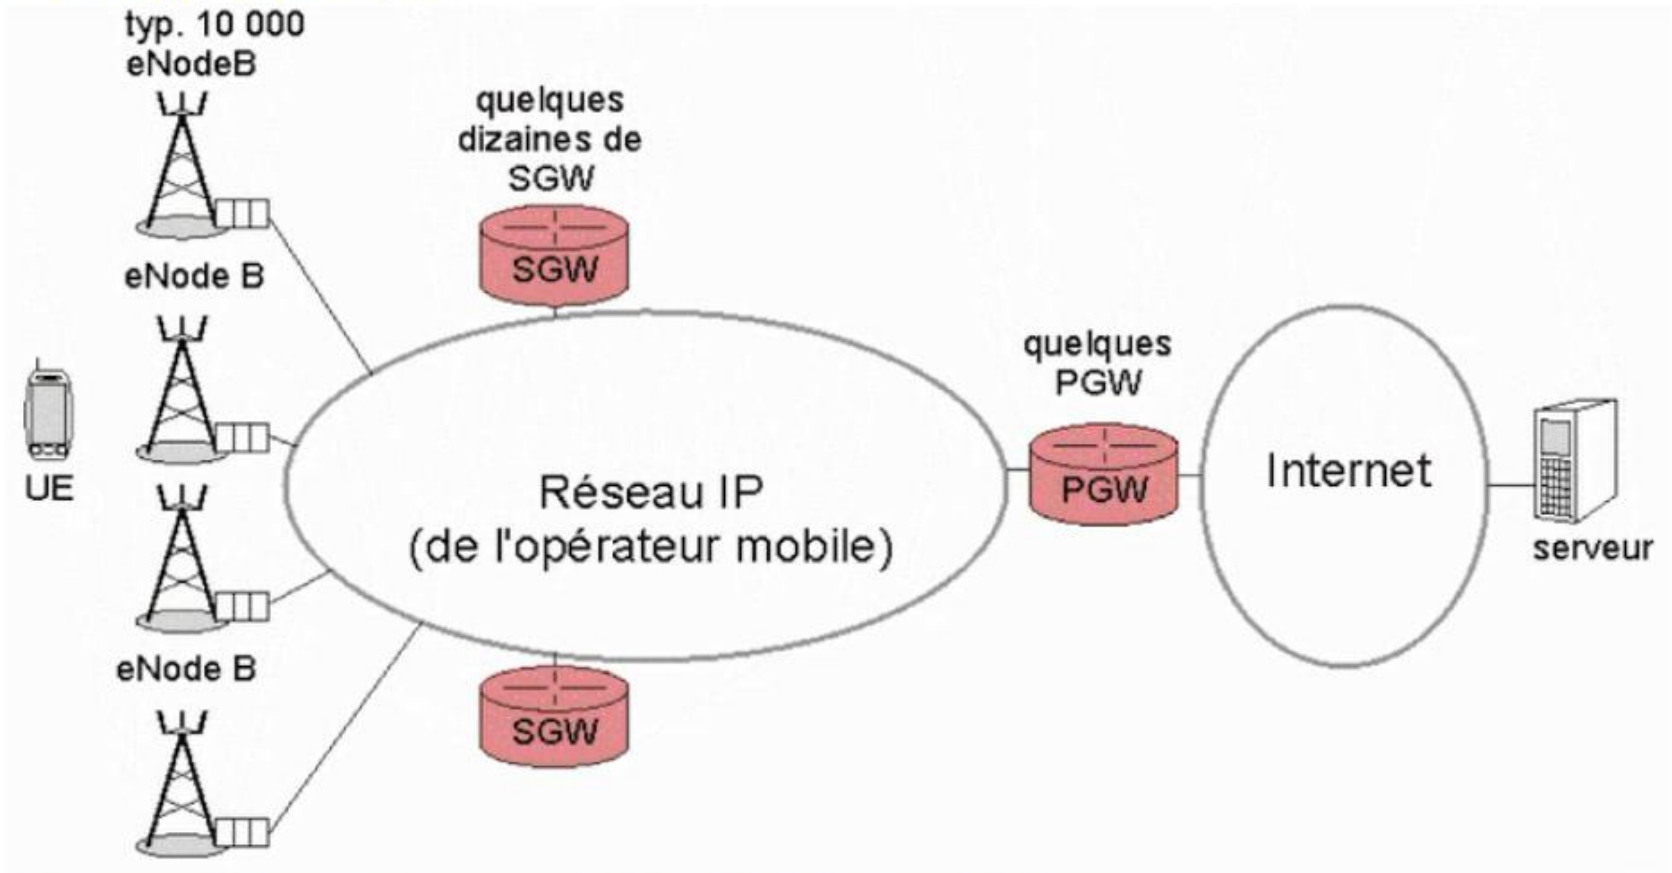 typ. 10 000
eNodeB
quelques
dizaines de
SGW
SGW
eNode B
UE
Réseau IP
(de l'opérateur mobile)
quelques
PGW
PGW
Internet
serveur
eNode B
SGW